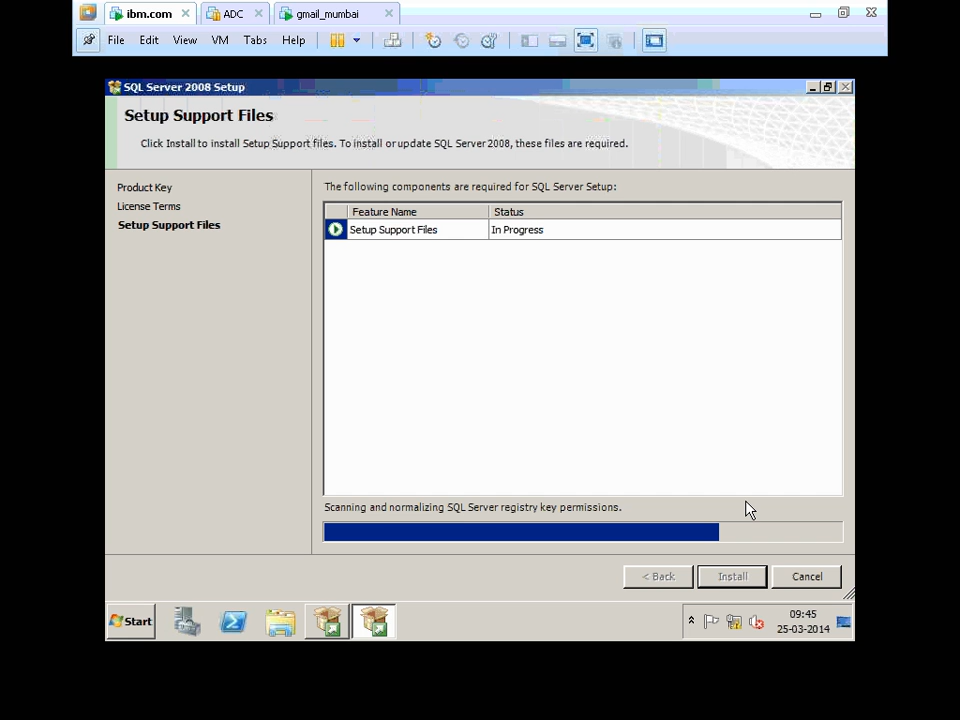 ibm.com
ADC
gmail_mumbai
File Edit View VM Tabs Help
SQL Server 2008 Setup
Setup Support Files
Click Install to install Setup Support files. To install or update SQL Server 2008, these files are required.
Product Key
License Terms
Setup Support Files
The following components are required for SQL Server Setup:
Feature Name Status
Setup Support Files In Progress
Scanning and normalizing SQL Server registry key permissions.
< Back Install Cancel
Start
09:45
25-03-2014